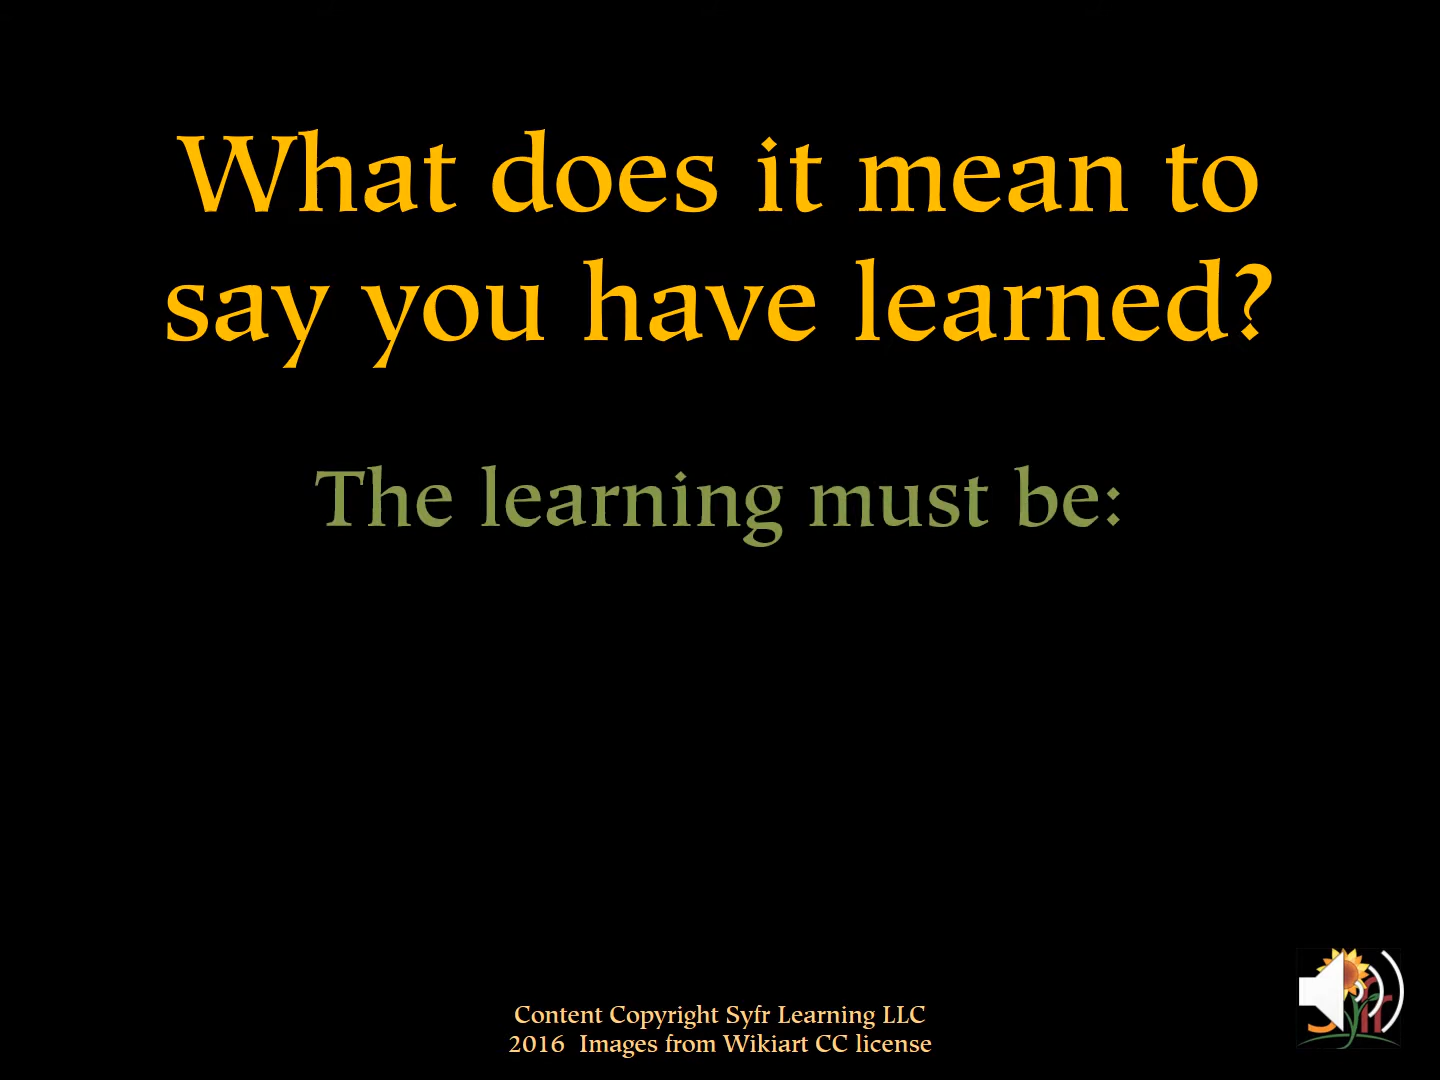 What does it mean to
say you have learned?
The learning must be:
Content Copyright Syfr Learning LLC
2016  Images from Wikiart CC license